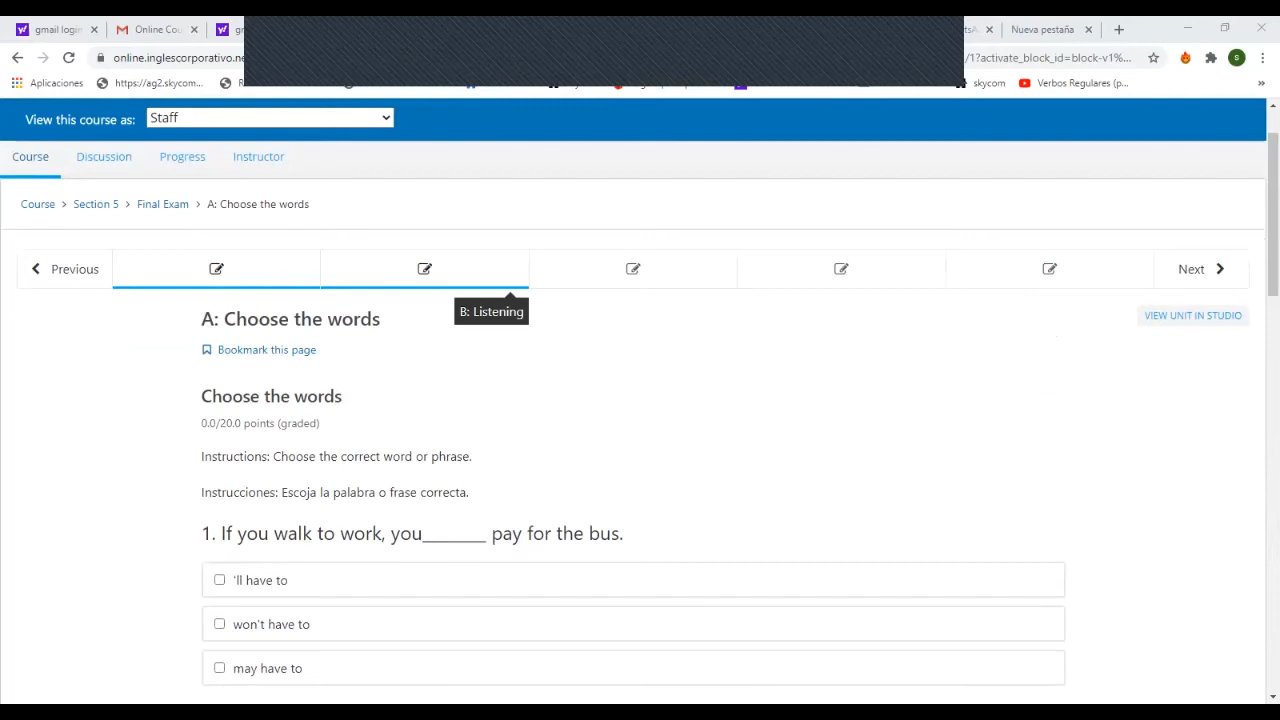 gmail login
Online Cou
gm
tsA
Nueva pestaña
online.inglescorporativo.ne
/1?activate_block_id=block-v1%...
S
Aplicaciones
https://ag2.skycom...
skycom
Verbos Regulares (p...
View this course as:
Staff
Course
Discussion
Progress
Instructor
Course > Section 5 > Final Exam > A: Choose the words
Previous
Next
B: Listening
A: Choose the words
VIEW UNIT IN STUDIO
Bookmark this page
Choose the words
0.0/20.0 points (graded)
Instructions: Choose the correct word or phrase.
Instrucciones: Escoja la palabra o frase correcta.
1. If you walk to work, you_______ pay for the bus.
'll have to
won't have to
may have to